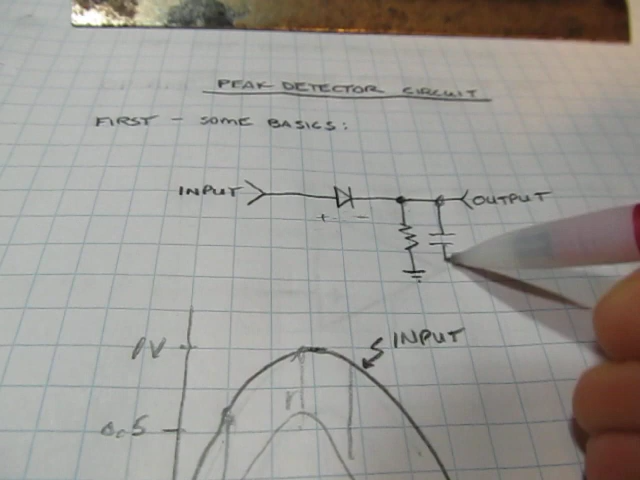 PEAK DETECTOR CIRCUIT
FIRST - SOME BASICS:
INPUT
OUTPUT
+ -
INPUT
1V
0.5